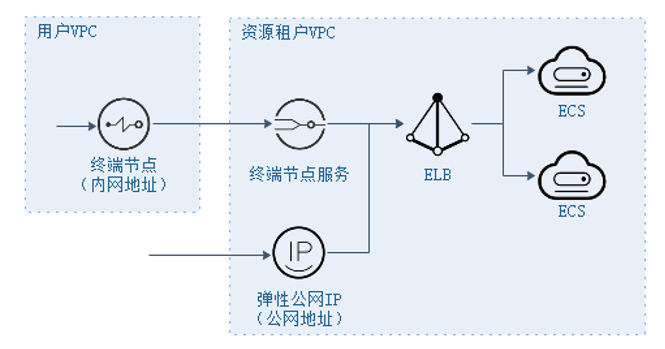 用户VPC
资源租户VPC
ECS
终端节点
（内网地址）
终端节点服务
ELB
ECS
IP
弹性公网IP
（公网地址）